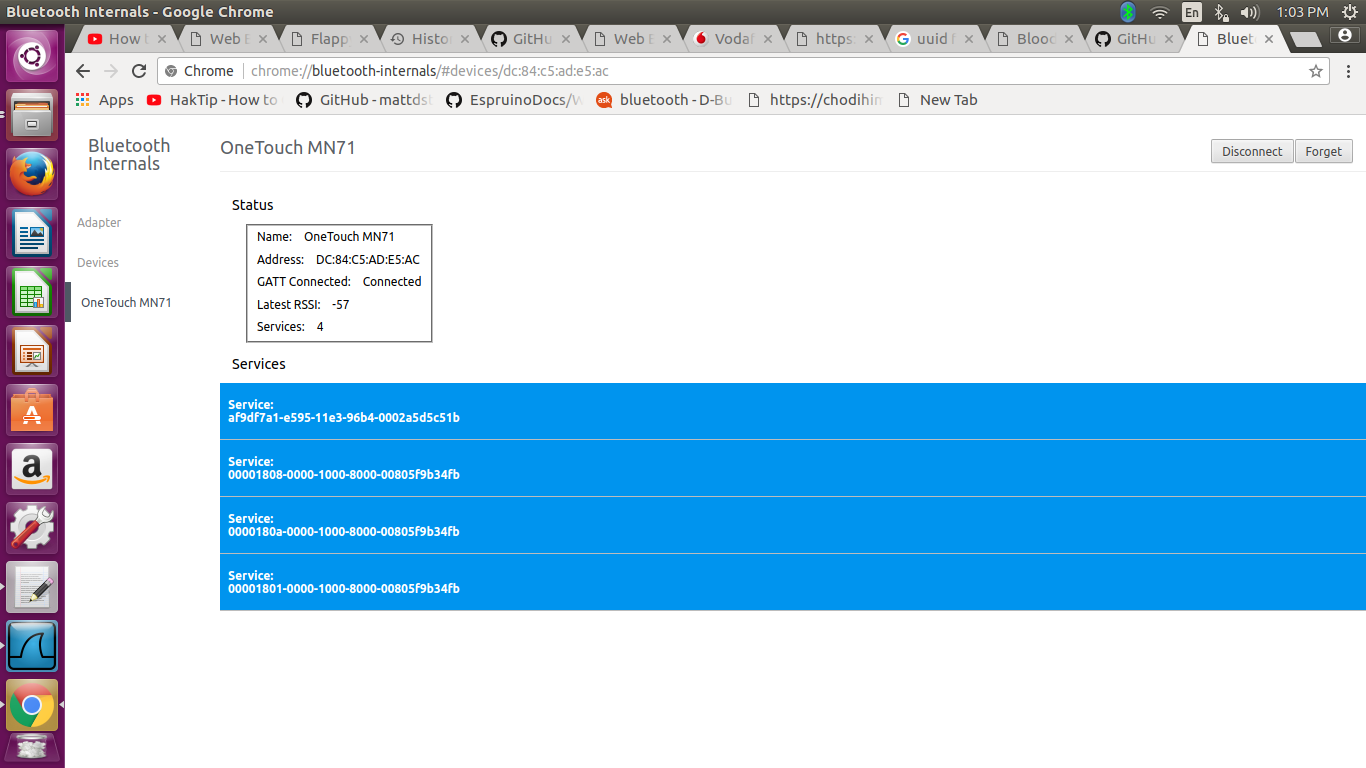 Bluetooth Internals - Google Chrome
En
1:03 PM
How t
Web E
Flapp
Histo
GitHu
Web E
Vodaf
https:
uuid f
Blood
GitHu
Bluet
Chrome
chrome://bluetooth-internals/#devices/dc:84:c5:ad:e5:ac
Apps
HakTip - How to
GitHub - mattdst
EspruinoDocs/W
ask
bluetooth - D-Bu
https://chodihim
New Tab
Bluetooth
Internals
Adapter
Devices
OneTouch MN71
OneTouch MN71
Disconnect
Forget
Status
Name: OneTouch MN71
Address: DC:84:C5:AD:E5:AC
GATT Connected: Connected
Latest RSSI: -57
Services: 4
Services
Service:
af9df7a1-e595-11e3-96b4-0002a5d5c51b
Service:
00001808-0000-1000-8000-00805f9b34fb
Service:
0000180a-0000-1000-8000-00805f9b34fb
Service:
00001801-0000-1000-8000-00805f9b34fb